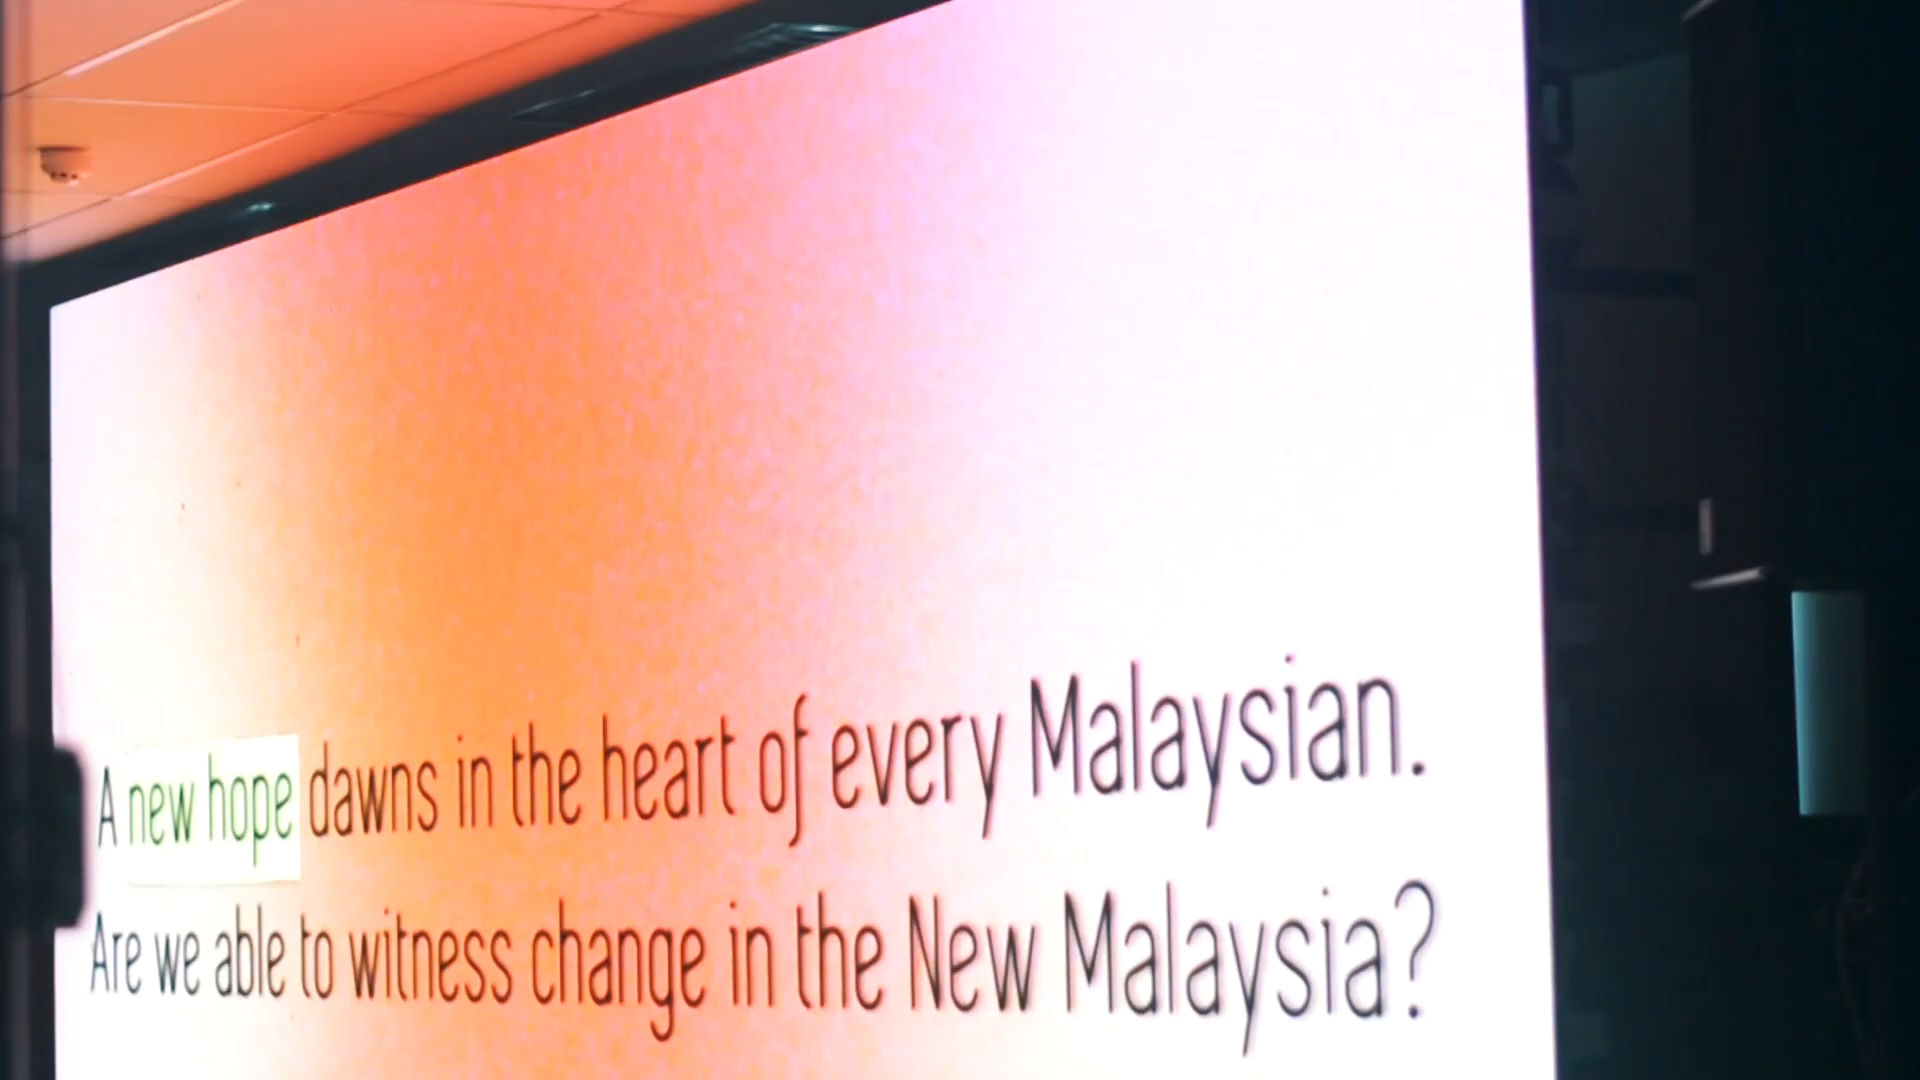 A new hope dawns in the heart of every Malaysian.
Are we able to witness change in the New Malaysia?